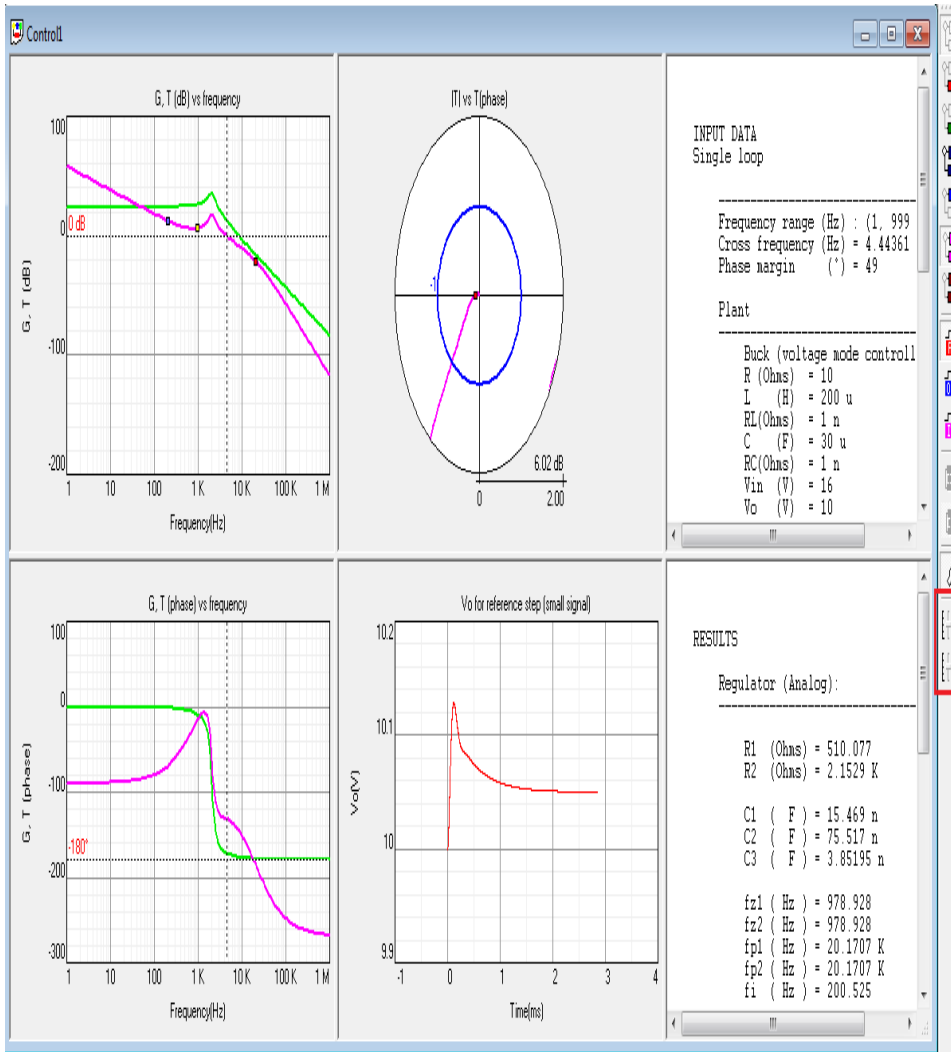 Control1
G, T (dB) vs frequency
100
0
0 dB
-100
-200
G, T (dB)
1 10 100 1 K 10 K 100 K 1 M
Frequency(Hz)
|T| vs T(phase)
-1
6.02 dB
0 2.00
INPUT DATA
Single loop
Frequency range (Hz) : (1, 999
Cross frequency (Hz) = 4.44361
Phase margin (°) = 49
Plant
Buck (voltage mode controll
R (Ohms) = 10
L (H) = 200 u
RL(Ohms) = 1 n
C (F) = 30 u
RC(Ohms) = 1 n
Vin (V) = 16
Vo (V) = 10
G, T (phase) vs frequency
100
0
-100
-180°
-200
-300
G, T (phase)
1 10 100 1 K 10 K 100 K 1 M
Frequency(Hz)
Vo for reference step (small signal)
10.2
10.1
10
9.9
Vo(V)
-1 0 1 2 3 4
Time(ms)
RESULTS
Regulator (Analog):
R1 (Ohms) = 510.077
R2 (Ohms) = 2.1529 K
C1 ( F ) = 15.469 n
C2 ( F ) = 75.517 n
C3 ( F ) = 3.85195 n
fz1 ( Hz ) = 978.928
fz2 ( Hz ) = 978.928
fp1 ( Hz ) = 20.1707 K
fp2 ( Hz ) = 20.1707 K
fi ( Hz ) = 200.525